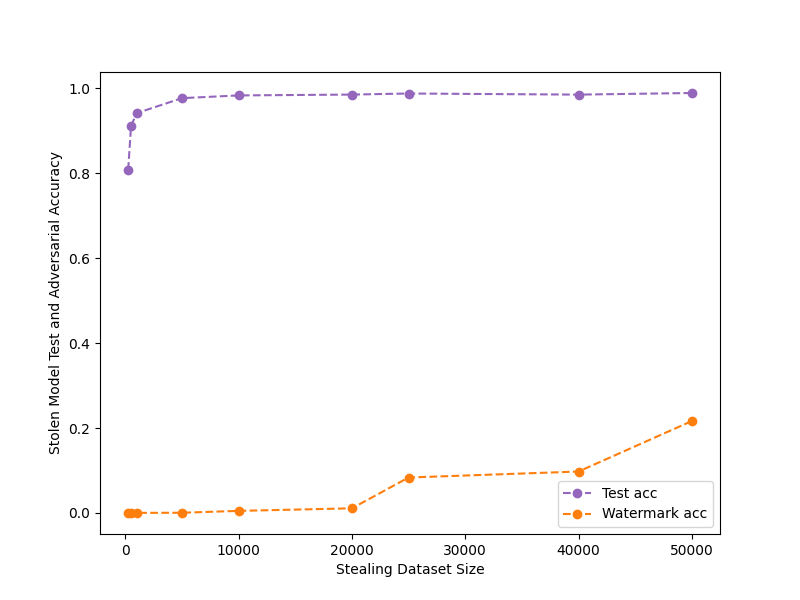 1.0
0.8
0.6
0.4
0.2
0.0
Stolen Model Test and Adversarial Accuracy
Test acc
Watermark acc
0 10000 20000 30000 40000 50000
Stealing Dataset Size